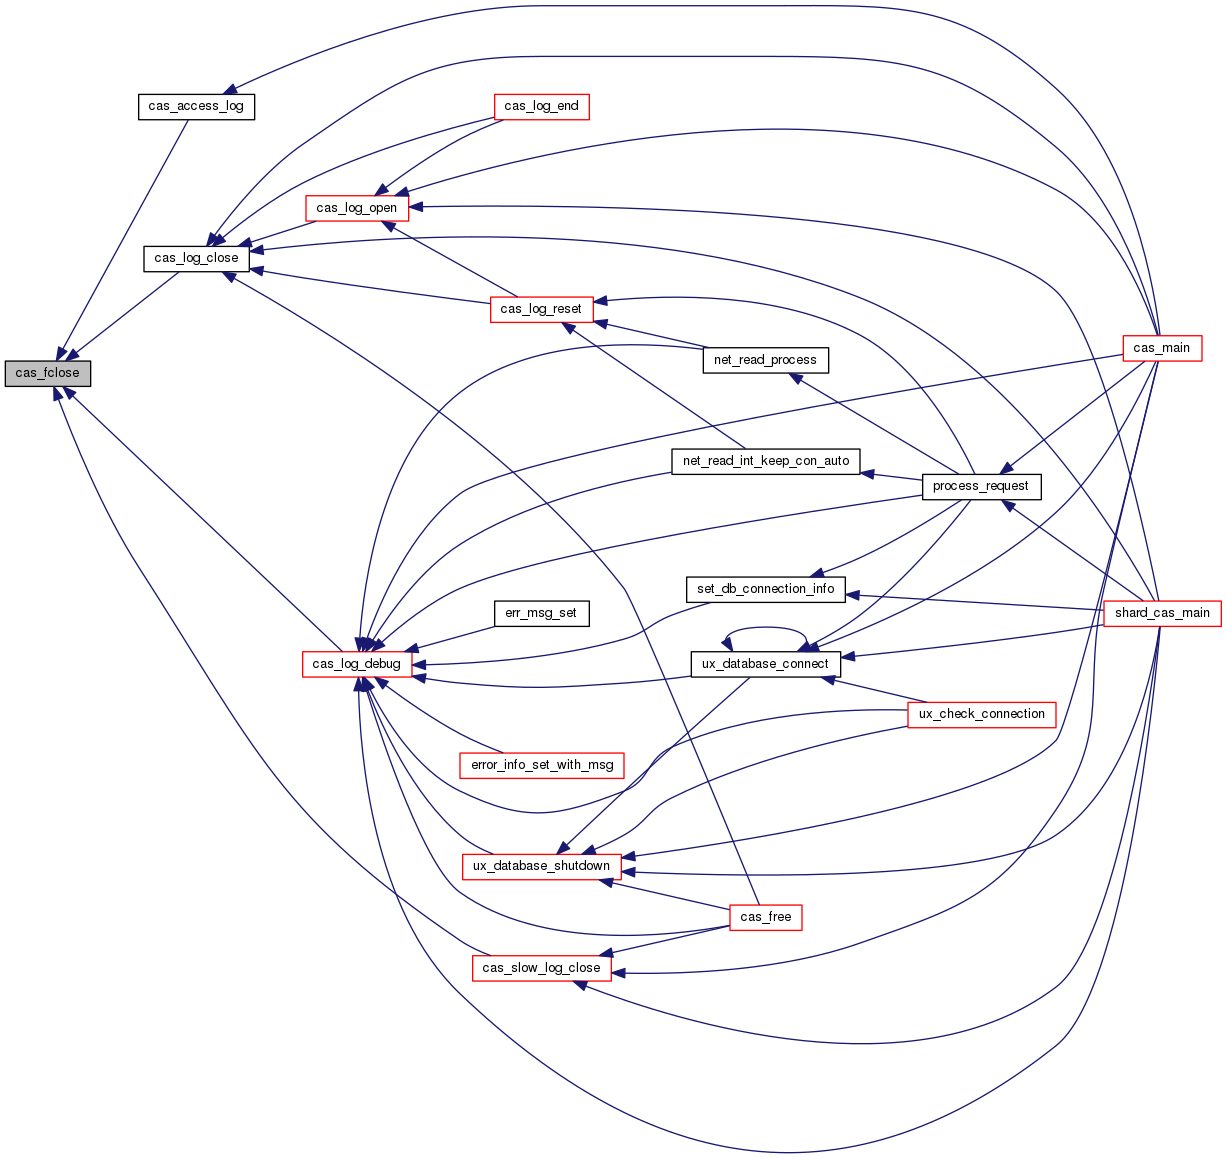 cas_access_log
cas_log_end
cas_log_open
cas_log_close
cas_log_reset
cas_main
net_read_process
cas_fclose
net_read_int_keep_con_auto
process_request
set_db_connection_info
err_msg_set
shard_cas_main
cas_log_debug
ux_database_connect
ux_check_connection
error_info_set_with_msg
ux_database_shutdown
cas_free
cas_slow_log_close